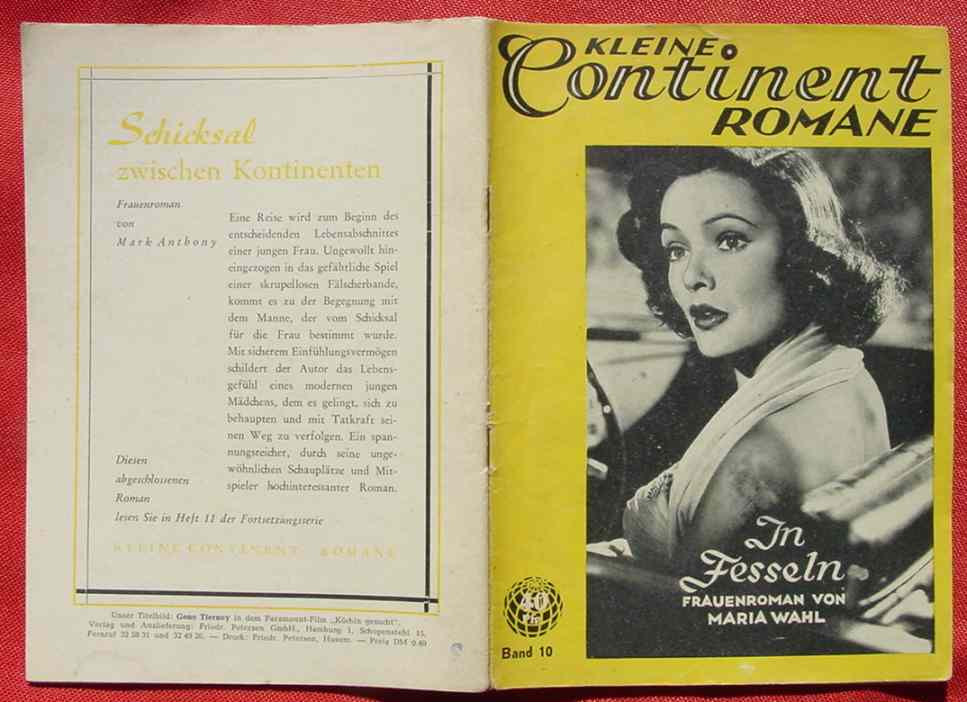 Schicksal
zwischen Kontinenten
Frauenroman
von
Mark Anthony
Eine Reise wird zum Beginn des
entscheidenden Lebensabschnittes
einer jungen Frau. Ungewollt hin-
eingezogen in das gefährliche Spiel
einer skrupellosen Fälscherbande,
kommt es zu der Begegnung mit
dem Manne, der vom Schicksal
für die Frau bestimmt wurde.
Mit sicherem Einfühlungsvermögen
schildert der Autor das Lebens-
gefühl eines modernen jungen
Mädchens, dem es gelingt, sich zu
behaupten und mit Tatkraft sei-
nen Weg zu verfolgen. Ein span-
nungsreicher, durch seine unge-
wöhnlichen Schauplätze und Mit-
spieler hochinteressanter Roman.
Diesen
abgeschlossenen
Roman
lesen Sie in Heft 11 der Fortsetzungsserie
KLEINE CONTINENT ROMANE
Unser Titelbild: Gene Tierney in dem Paramount-Film „Köchin gesucht“.
Verlag und Auslieferung: Friedr. Petersen GmbH., Hamburg 1, Schopenstehl 15,
Fernruf 32 58 31 und 32 49 26. — Druck: Friedr. Petersen, Husum. — Preis DM 0.40
KLEINE
Continent
ROMANE
In
Fesseln
FRAUENROMAN VON
MARIA WAHL
40
Pf.
Band 10